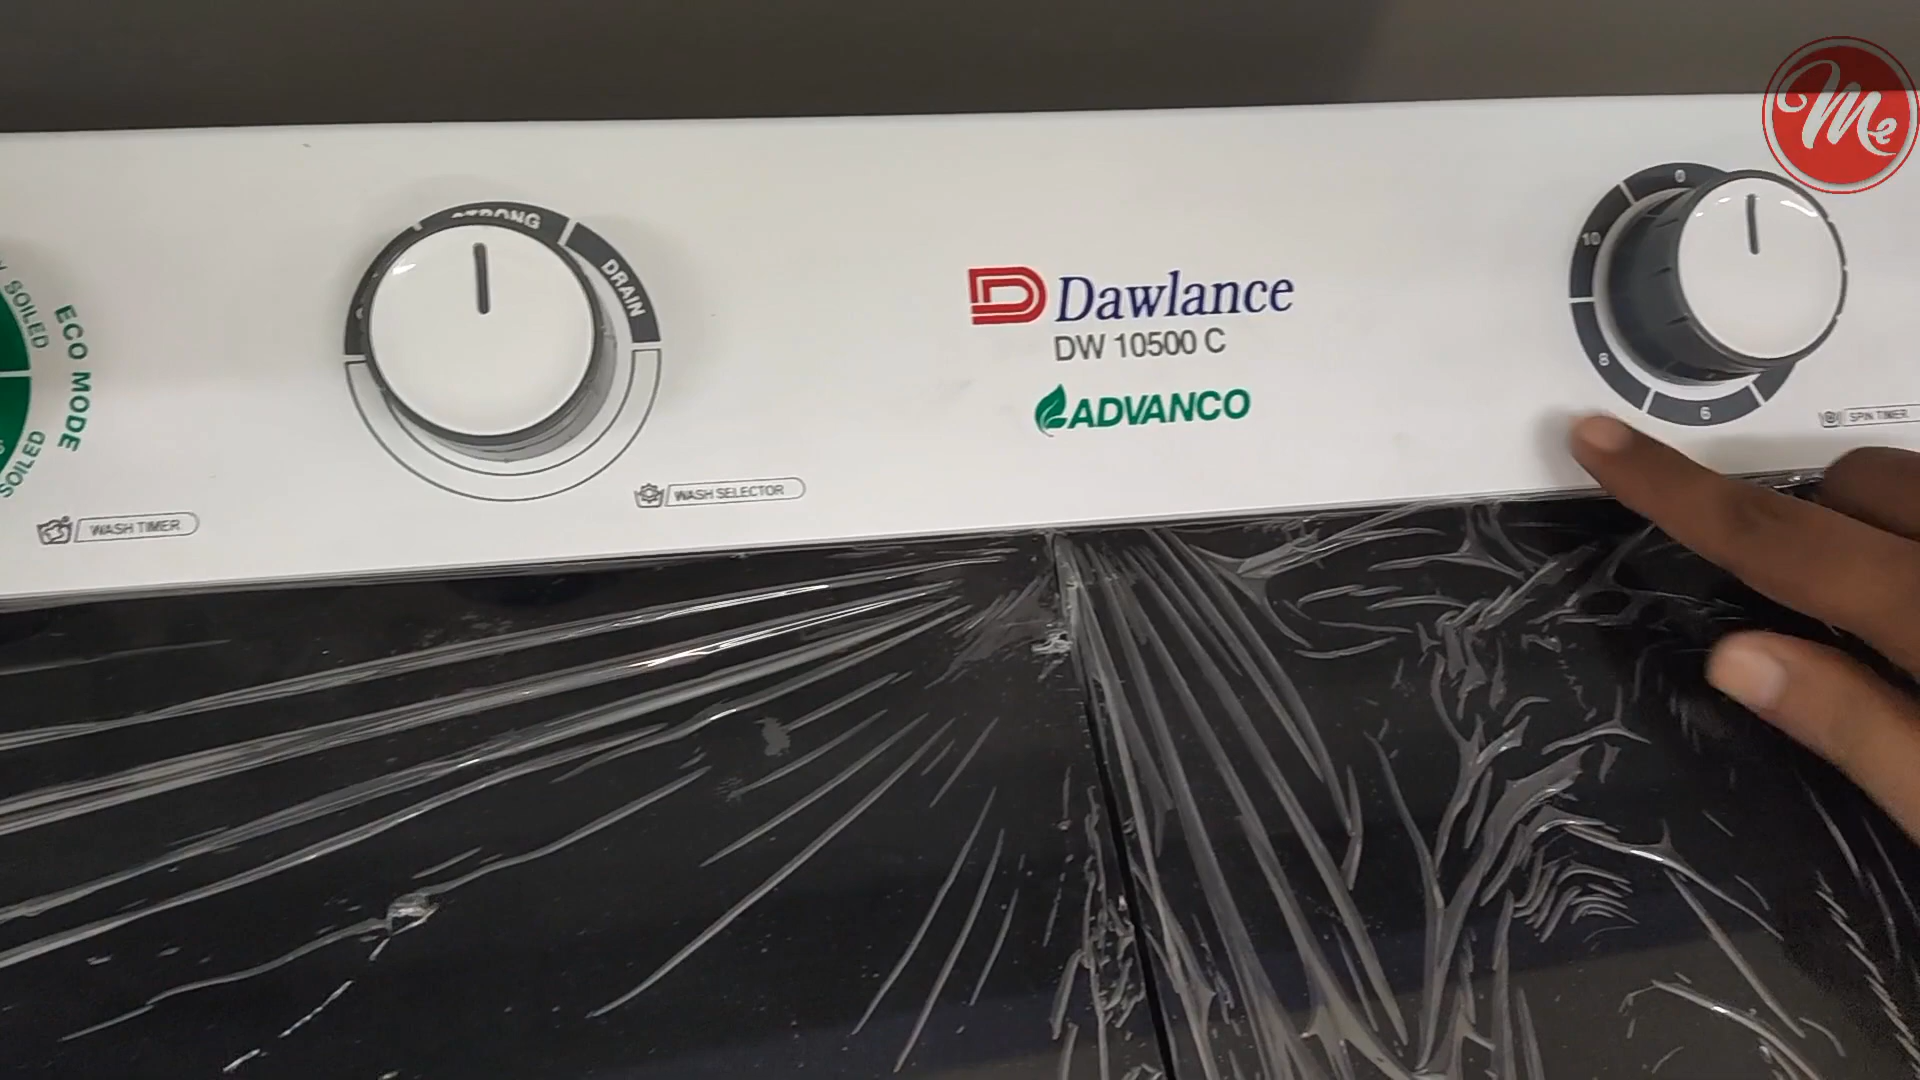 STRONG
DRAIN
SOILED
ECO MODE
SOILED
WASH TIMER
WASH SELECTOR
Dawlance
DW 10500 C
ADVANCO
0
10
8
6
SPIN TIMER
Me